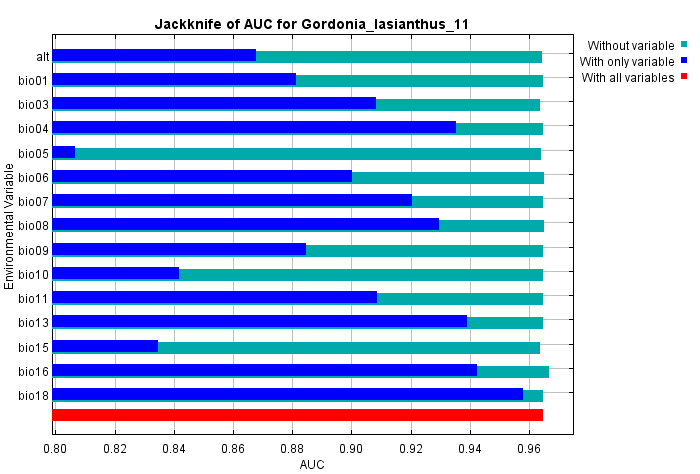 Jackknife of AUC for Gordonia_lasianthus_11
Without variable
With only variable
With all variables
Environmental Variable
alt
bio01
bio03
bio04
bio05
bio06
bio07
bio08
bio09
bio10
bio11
bio13
bio15
bio16
bio18
0.80 0.82 0.84 0.86 0.88 0.90 0.92 0.94 0.96
AUC